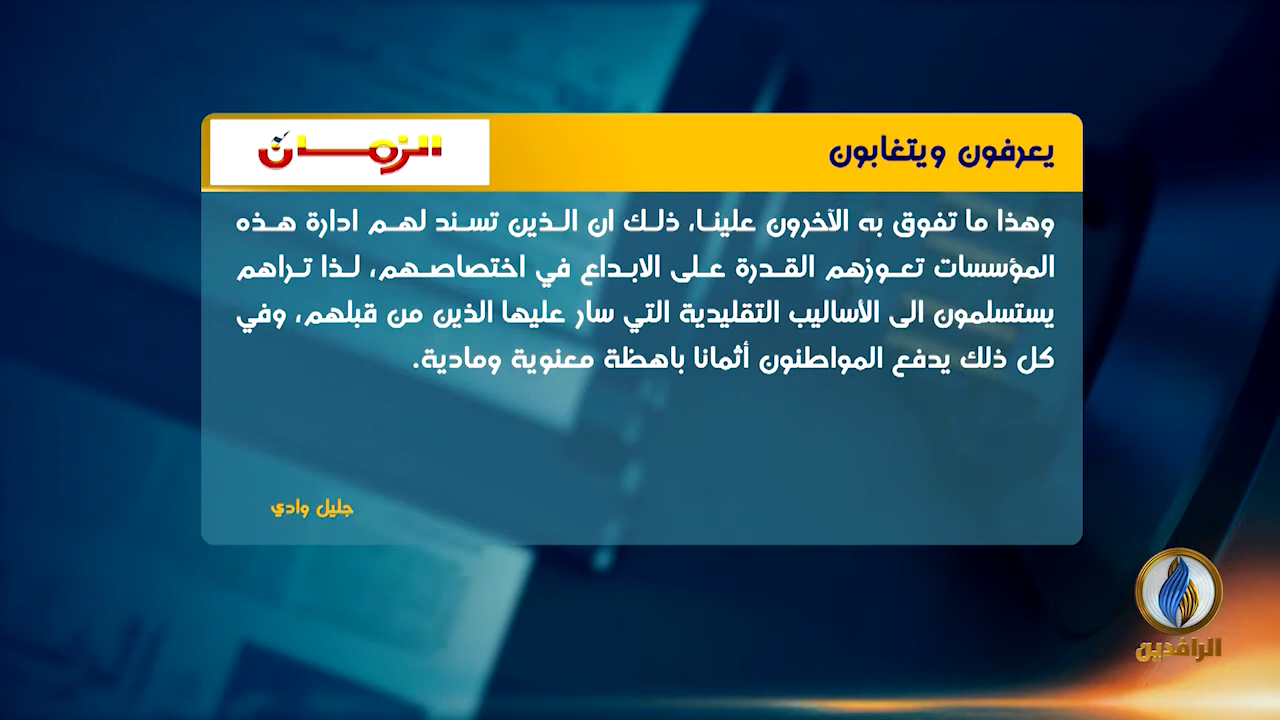 يعرفون ويتغابون
الزمان
وهذا ما تفوق به الآخرون علينا، ذلك ان الذين تسند لهم ادارة هذه
المؤسسات تعوزهم القدرة على الابداع في اختصاصهم، لذا تراهم
يستسلمون الى الأساليب التقليدية التي سار عليها الذين من قبلهم، وفي
كل ذلك يدفع المواطنون أثمانا باهظة معنوية ومادية.
جليل وادي
الرافدين